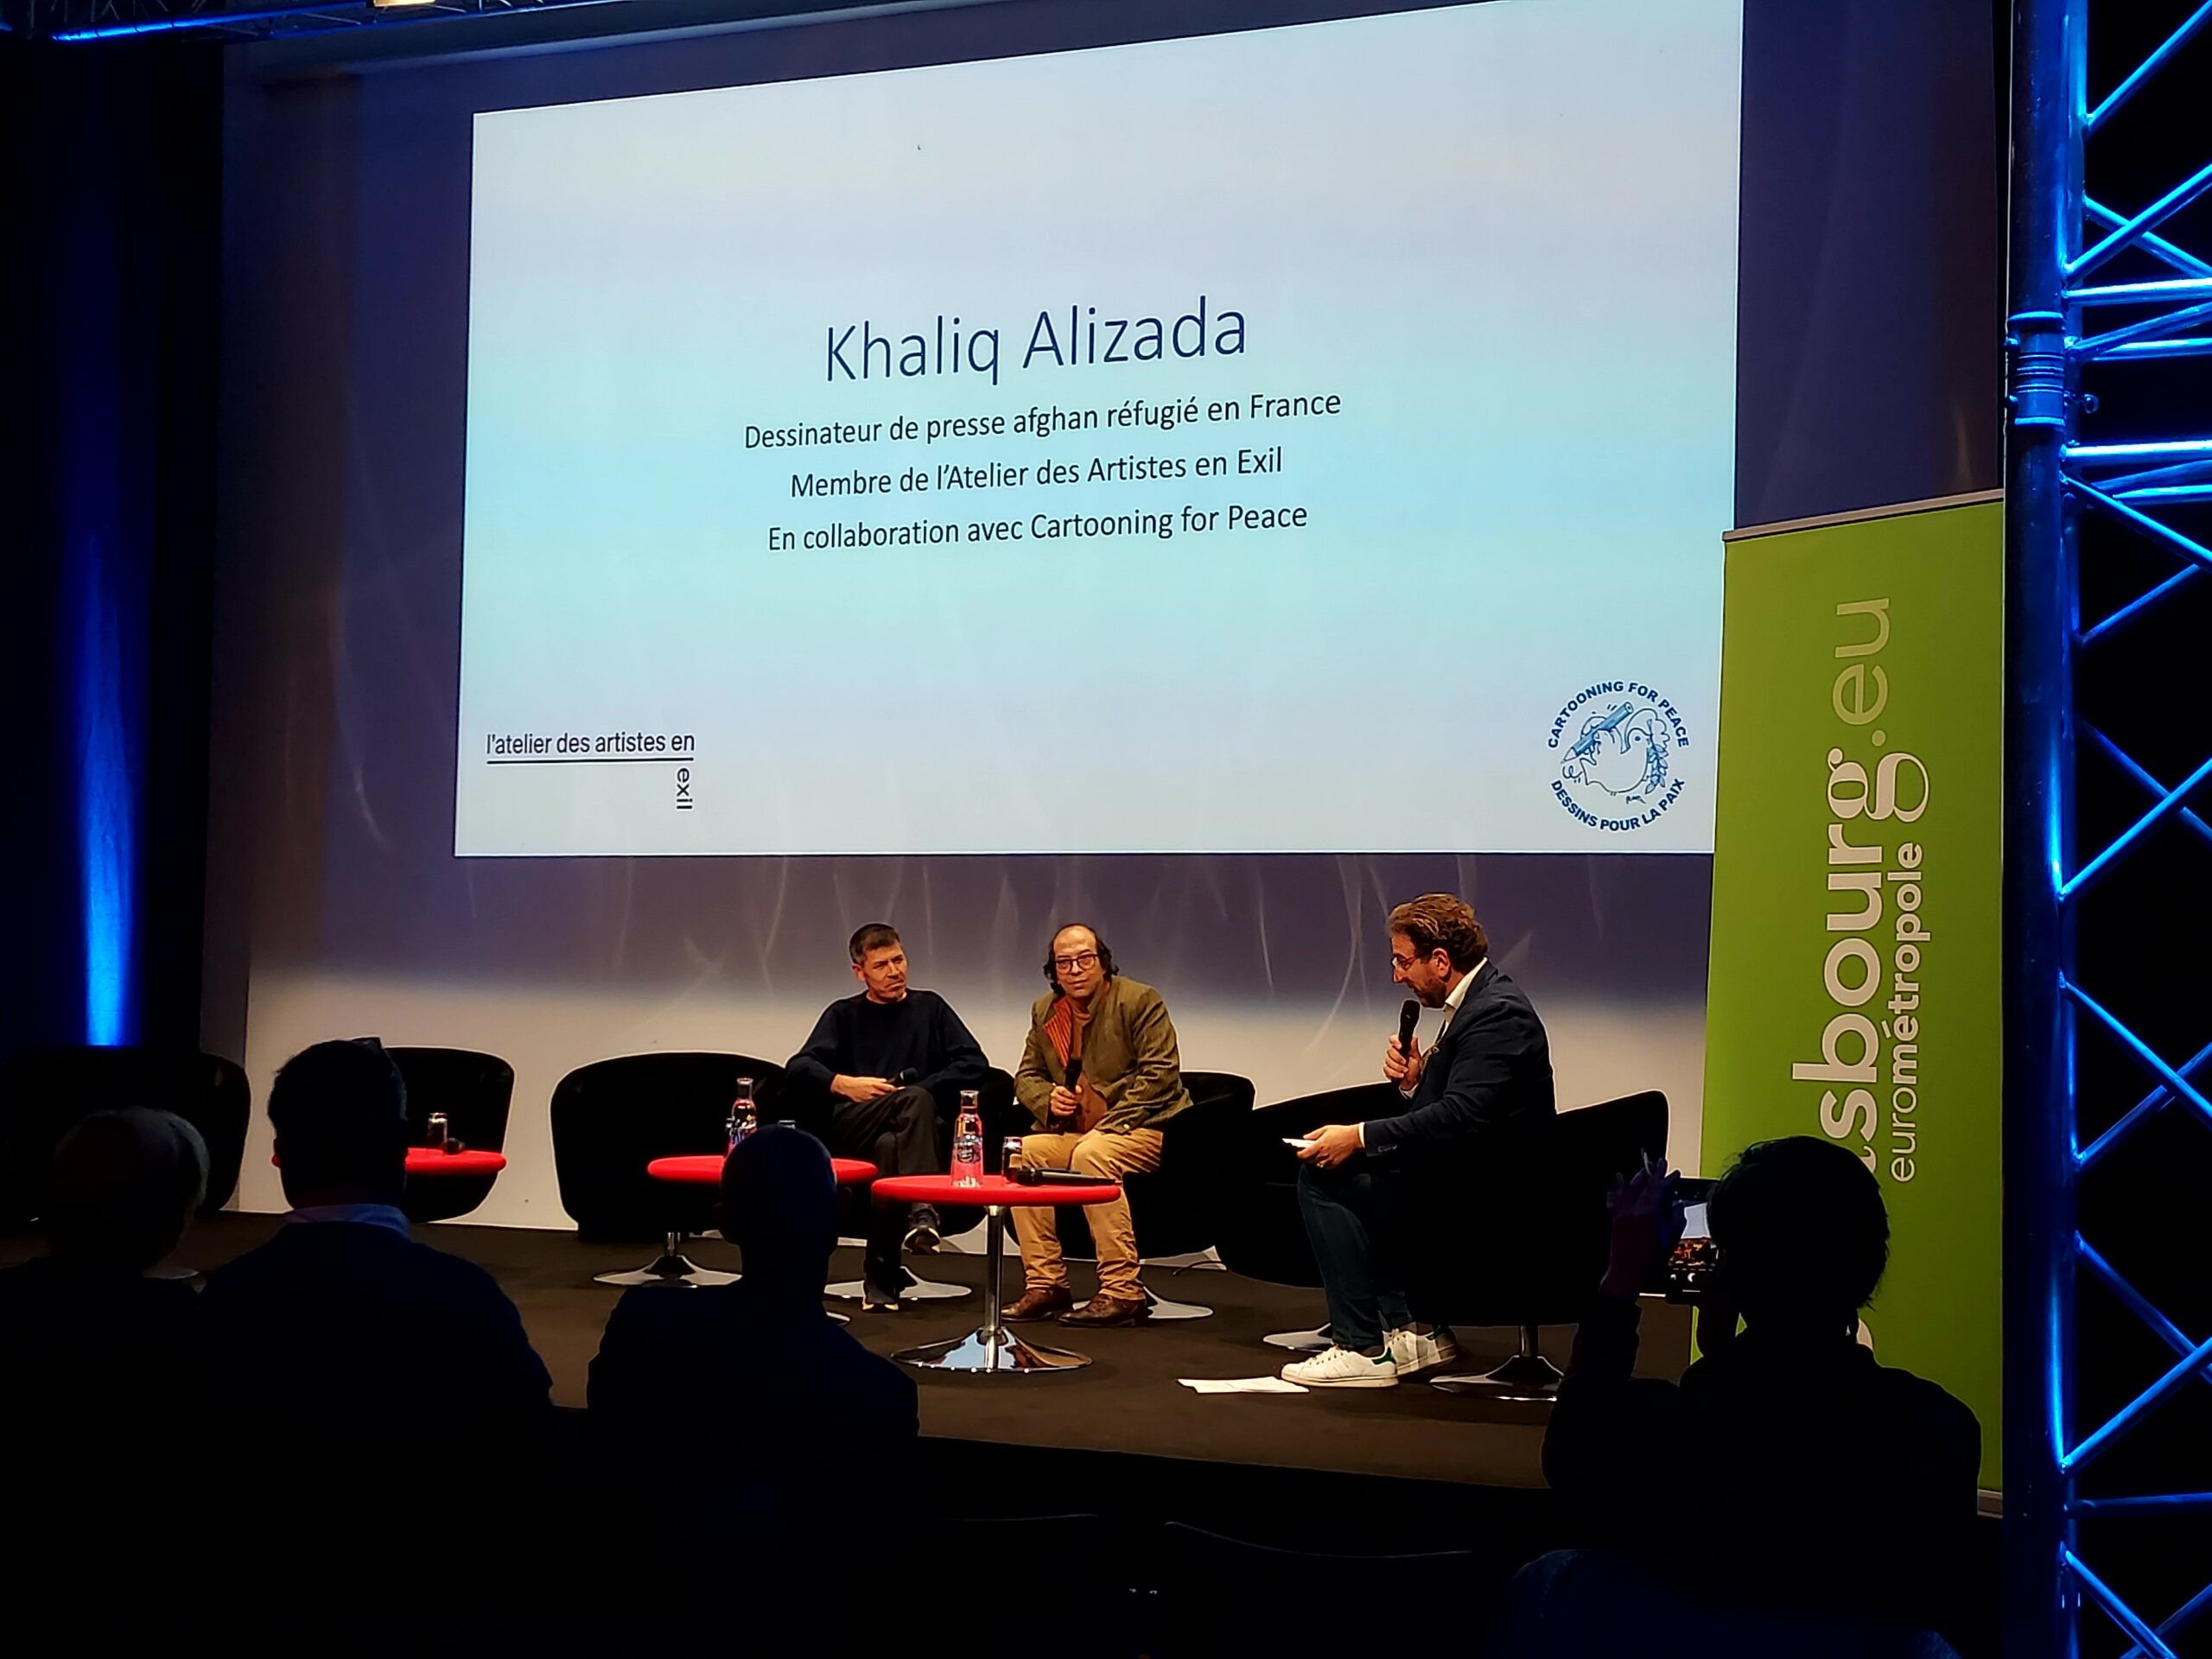 Khaliq Alizada
Dessinateur de presse afghan réfugié en France
Membre de l'Atelier des Artistes en Exil
En collaboration avec Cartooning for Peace
l'atelier des artistes en
exil
CARTOONING FOR PEACE
DESSINS POUR LA PAIX
sbourg.eu
eurométropole